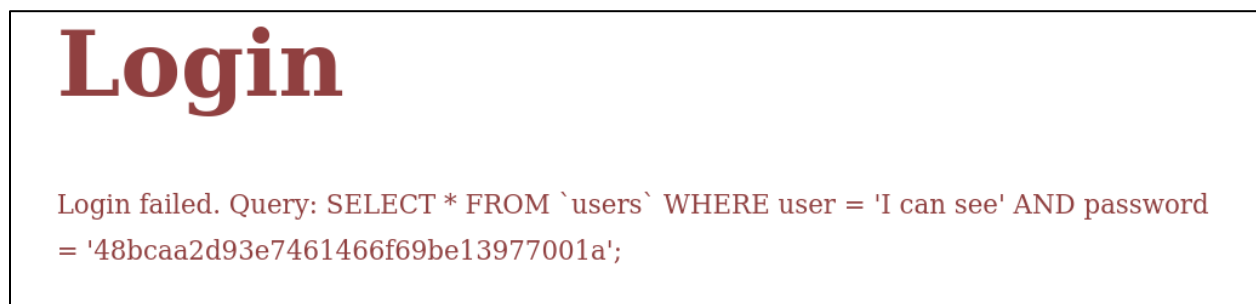 Login
Login failed. Query: SELECT * FROM `users` WHERE user = 'I can see' AND password
= '48bcaa2d93e7461466f69be13977001a';